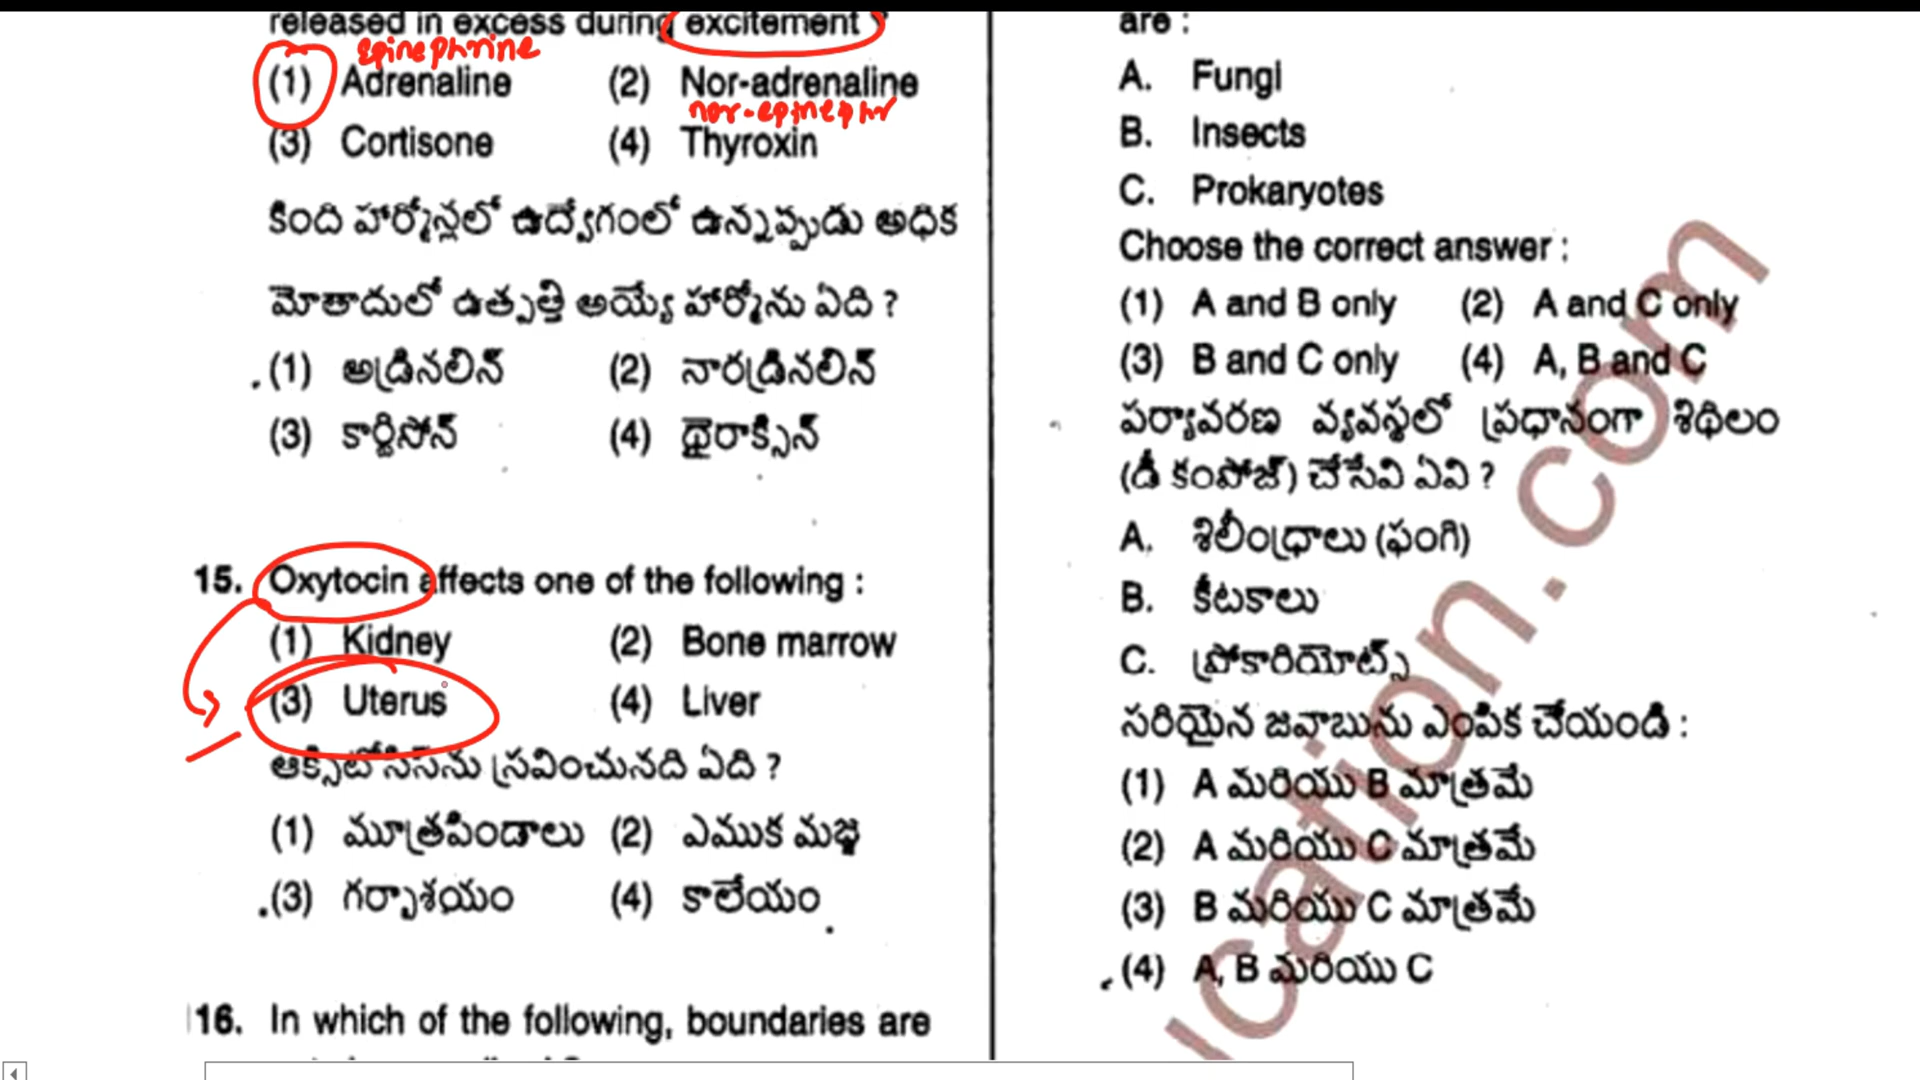 released in excess during excitement ?
epinephrine
(1) Adrenaline (2) Nor-adrenaline
nor-epinephr
(3) Cortisone (4) Thyroxin
కింది హార్మోన్లలో ఉద్వేగంలో ఉన్నప్పుడు అధిక
మోతాదులో ఉత్పత్తి అయ్యే హార్మోను ఏది ?
(1) అడ్రినలిన్ (2) నారడ్రినలిన్
(3) కార్టిసోన్ (4) థైరాక్సిన్
15. Oxytocin affects one of the following :
(1) Kidney (2) Bone marrow
(3) Uterus (4) Liver
ఆక్సిటోసిన్‌ను స్రవించునది ఏది ?
(1) మూత్రపిండాలు (2) ఎముక మజ్జ
(3) గర్భాశయం (4) కాలేయం
16. In which of the following, boundaries are
are :
A. Fungi
B. Insects
C. Prokaryotes
Choose the correct answer :
(1) A and B only (2) A and C only
(3) B and C only (4) A, B and C
పర్యావరణ వ్యవస్థలో ప్రధానంగా శిథిలం
(డీ కంపోజ్) చేసేవి ఏవి ?
A. శిలీంధ్రాలు (ఫంగి)
B. కీటకాలు
C. ప్రోకారియోట్స్
సరియైన జవాబును ఎంపిక చేయండి :
(1) A మరియు B మాత్రమే
(2) A మరియు C మాత్రమే
(3) B మరియు C మాత్రమే
(4) A, B మరియు C
ucation.com